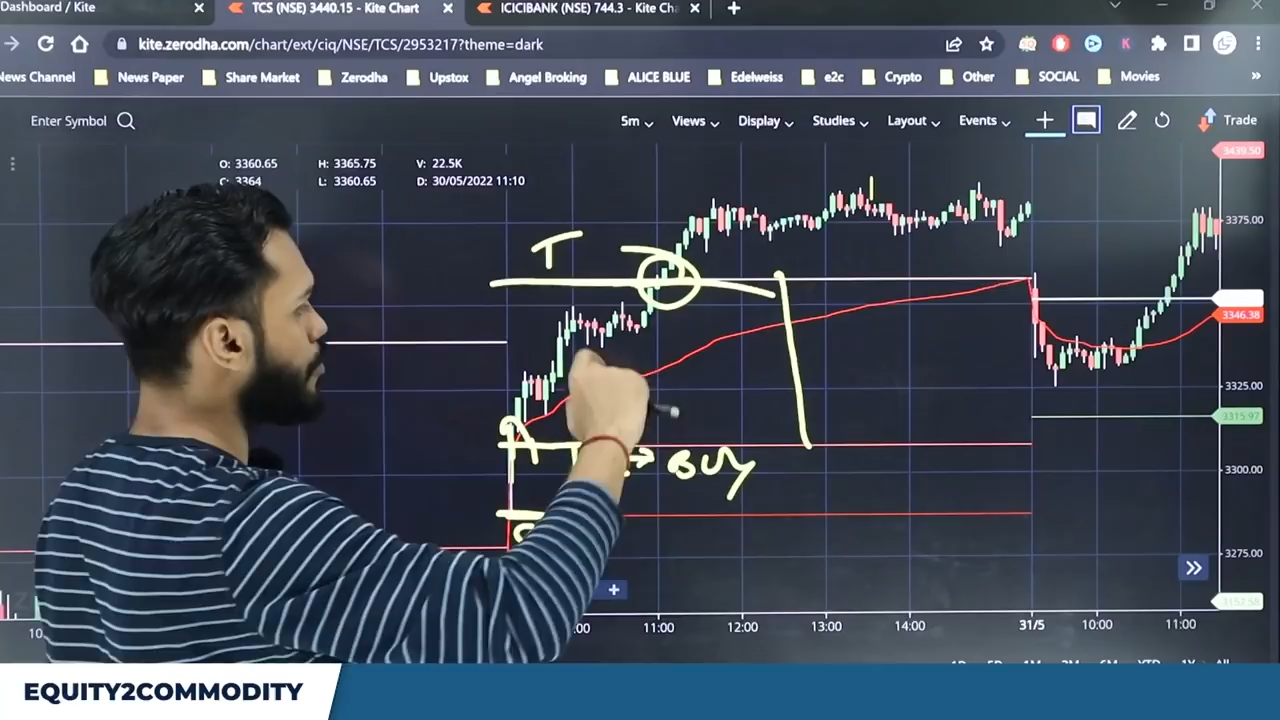 Dashboard / Kite
TCS (NSE) 3440.15 - Kite Chart
ICICIBANK (NSE) 744.3 - Kite Cha
kite.zerodha.com/chart/ext/ciq/NSE/TCS/2953217?theme=dark
News Channel
News Paper
Share Market
Zerodha
Upstox
Angel Broking
ALICE BLUE
Edelweiss
e2c
Crypto
Other
SOCIAL
Movies
Enter Symbol
5m
Views
Display
Studies
Layout
Events
Trade
O: 3360.65 H: 3365.75 V: 22.5K
C: 3364 L: 3360.65 D: 30/05/2022 11:10
3439.50
3375.00
T
3346.38
3325.00
3315.97
BUY
3300.00
3275.00
11:00 12:00 13:00 14:00 31/5 10:00 11:00
EQUITY2COMMODITY